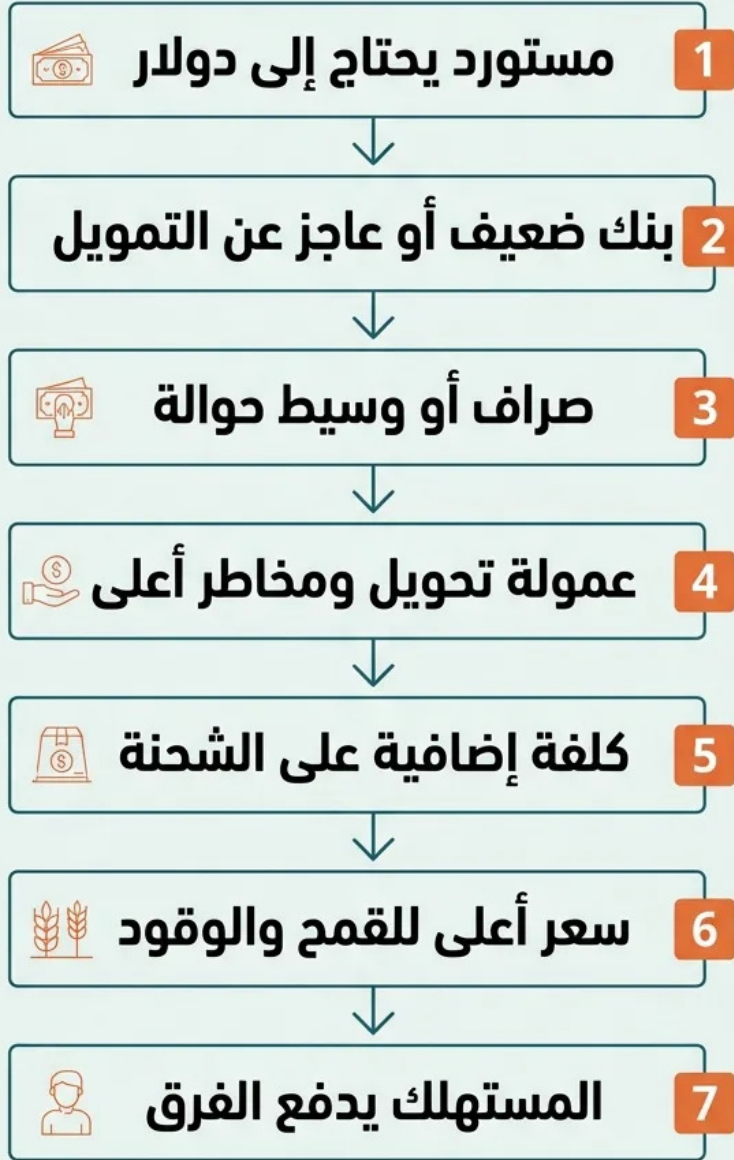 1 مستورد يحتاج إلى دولار
2 بنك ضعيف أو عاجز عن التمويل
3 صراف أو وسيط حوالة
4 عمولة تحويل ومخاطر أعلى
5 كلفة إضافية على الشحنة
6 سعر أعلى للقمح والوقود
7 المستهلك يدفع الفرق